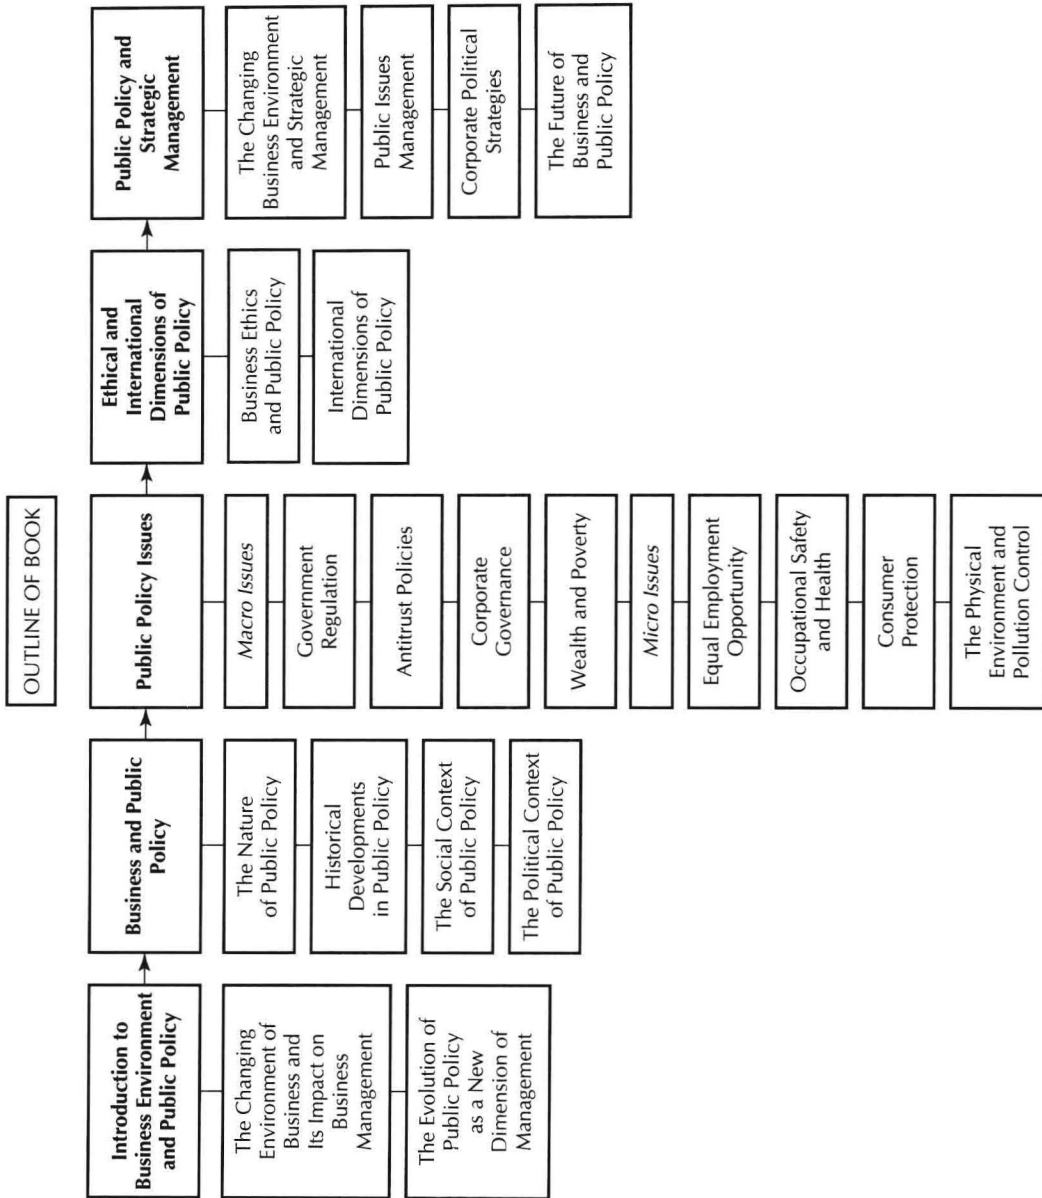 OUTLINE OF BOOK
Introduction to
Business Environment
and Public Policy
The Changing
Environment of
Business and
Its Impact on
Business
Management
The Evolution of
Public Policy
as a New
Dimension of
Management
Business and Public
Policy
The Nature
of Public Policy
Historical
Developments
in Public Policy
The Social Context
of Public Policy
The Political Context
of Public Policy
Public Policy Issues
Macro Issues
Government
Regulation
Antitrust Policies
Corporate
Governance
Wealth and Poverty
Micro Issues
Equal Employment
Opportunity
Occupational Safety
and Health
Consumer
Protection
The Physical
Environment and
Pollution Control
Ethical and
International
Dimensions of
Public Policy
Business Ethics
and Public Policy
International
Dimensions of
Public Policy
Public Policy and
Strategic
Management
The Changing
Business Environment
and Strategic
Management
Public Issues
Management
Corporate Political
Strategies
The Future of
Business and
Public Policy